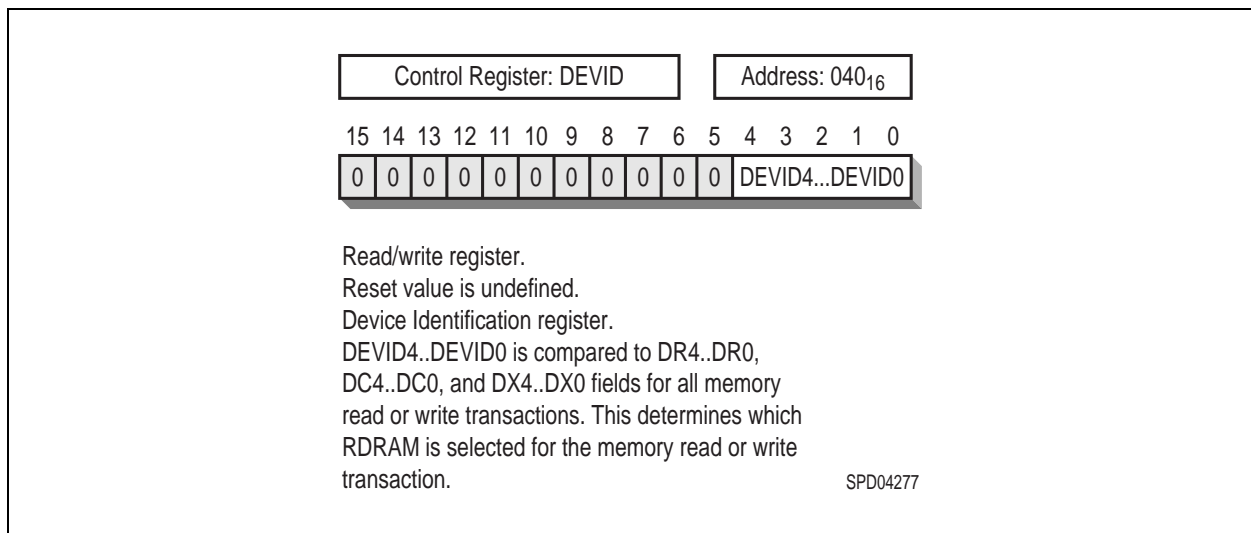 Control Register: DEVID Address: 040₁₆
15 14 13 12 11 10 9 8 7 6 5 4 3 2 1 0
0 0 0 0 0 0 0 0 0 0 0 DEVID4...DEVID0
Read/write register.
Reset value is undefined.
Device Identification register.
DEVID4..DEVID0 is compared to DR4..DR0,
DC4..DC0, and DX4..DX0 fields for all memory
read or write transactions. This determines which
RDRAM is selected for the memory read or write
transaction.
SPD04277